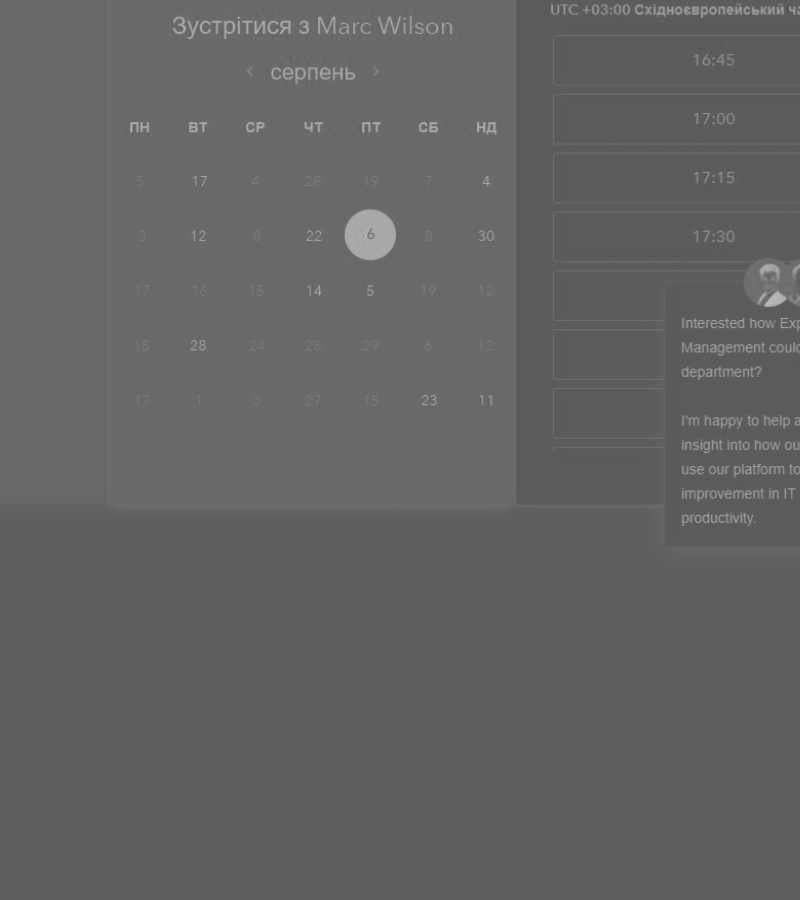 Зустрітися з Marc Wilson
серпень
ПН ВТ СР ЧТ ПТ СБ НД
5 17 4 28 19 7 4
3 12 8 22 6 8 30
17 16 15 14 5 19 12
15 28 24 28 29 6 12
17 1 3 27 15 23 11
UTC +03:00 Східноєвропейський ча
16:45
17:00
17:15
17:30
Interested how Exp
Management could
department?
I'm happy to help a
insight into how ou
use our platform to
improvement in IT
productivity.